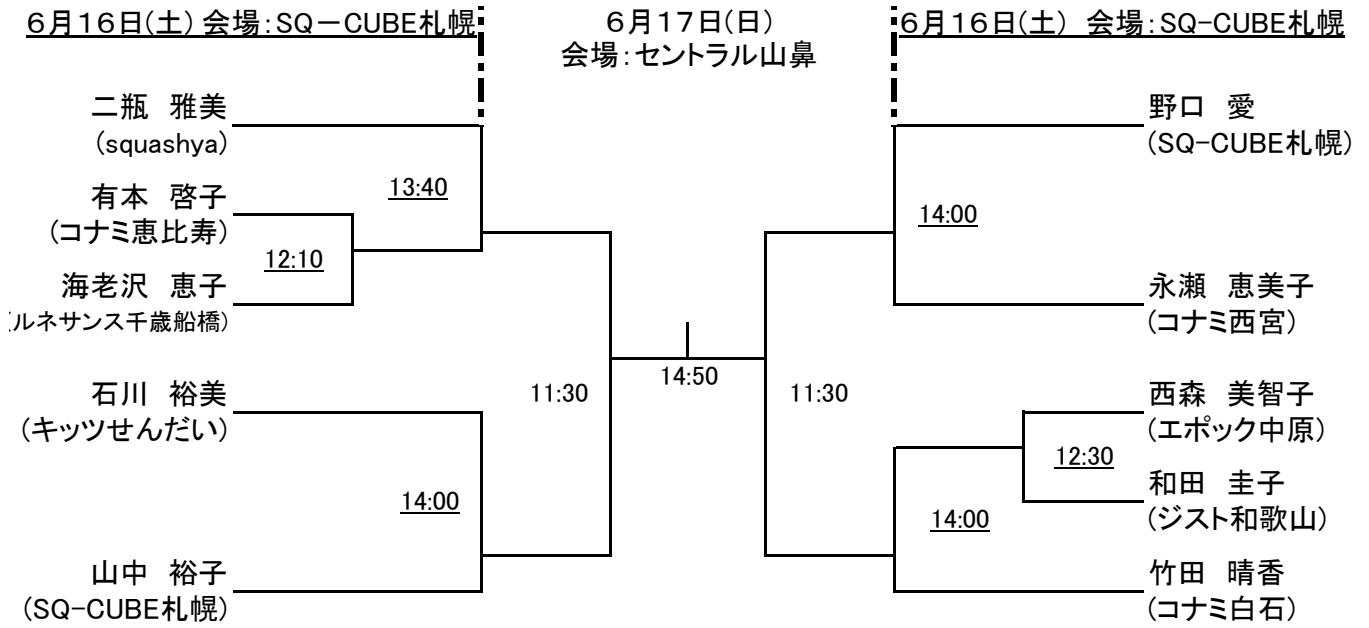 6月16日(土) 会場:SQーCUBE札幌
6月17日(日)
会場:セントラル山鼻
6月16日(土) 会場:SQ-CUBE札幌
二瓶 雅美
(squashya)
有本 啓子
(コナミ恵比寿)
海老沢 恵子
(ルネサンス千歳船橋)
石川 裕美
(キッツせんだい)
山中 裕子
(SQ-CUBE札幌)
13:40
12:10
14:00
11:30
14:50
11:30
14:00
12:30
14:00
野口 愛
(SQ-CUBE札幌)
永瀬 恵美子
(コナミ西宮)
西森 美智子
(エポック中原)
和田 圭子
(ジスト和歌山)
竹田 晴香
(コナミ白石)